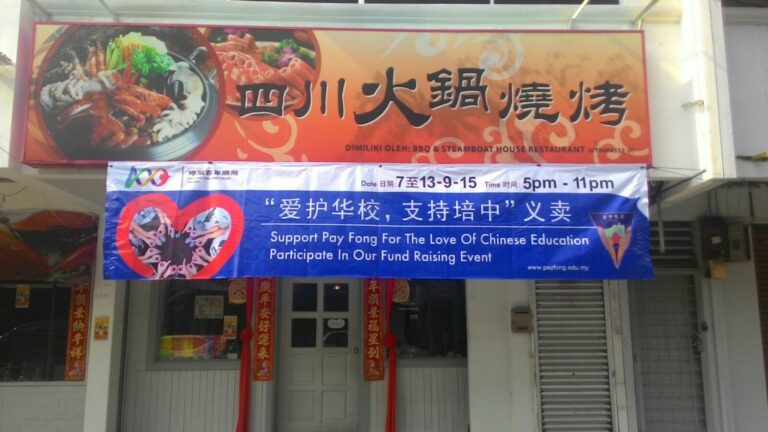 四川火鍋燒烤
DIMILIKI OLEH: BBQ & STEAMBOAT HOUSE RESTAURANT
Date 日期: 7至13-9-15 Time 时间: 5pm - 11pm
“爱护华校，支持培中”义卖
Support Pay Fong For The Love Of Chinese Education
Participate In Our Fund Raising Event
www.payfong.edu.my